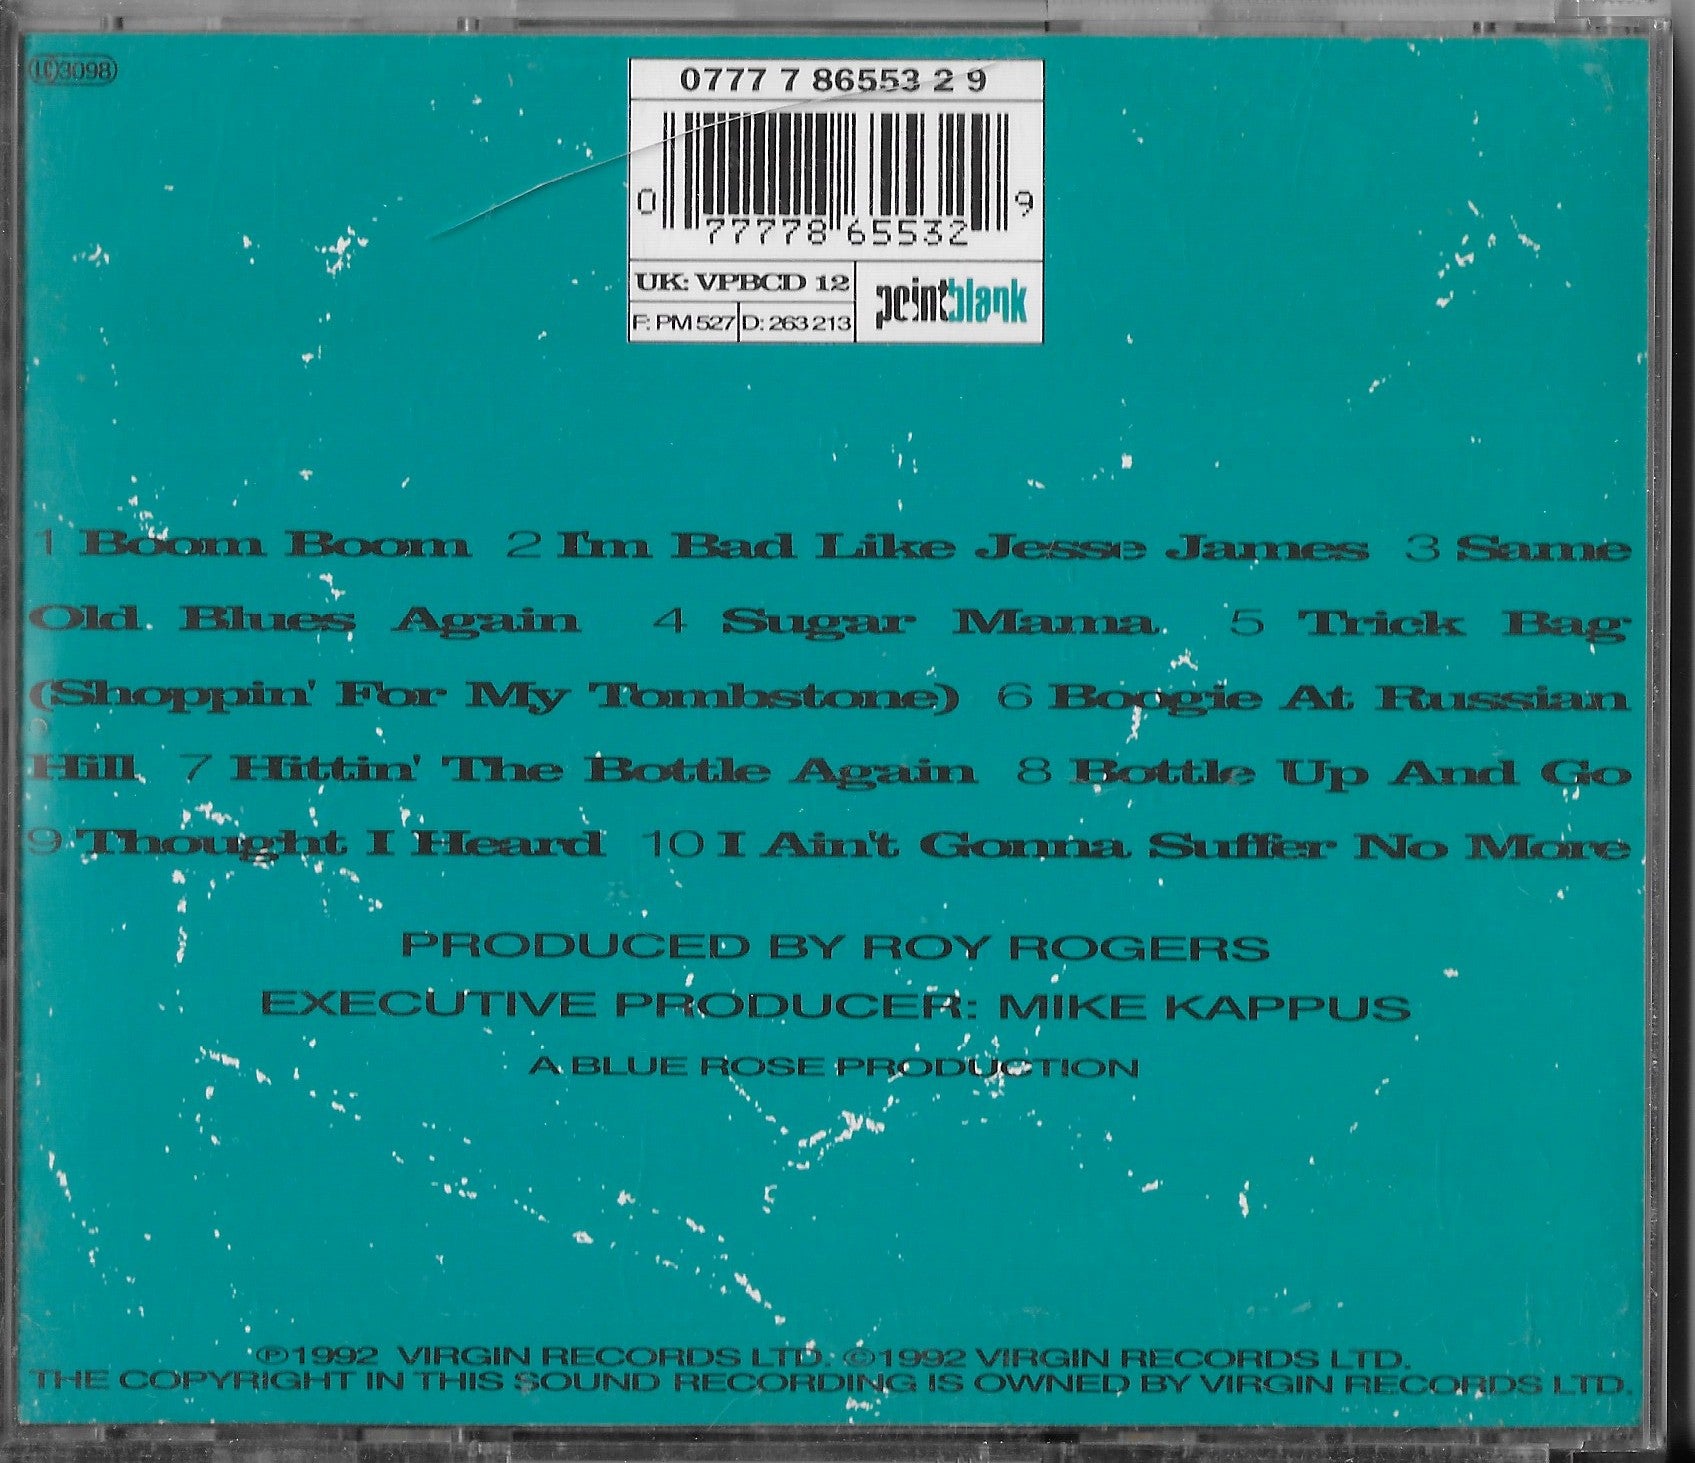 LC3098
0777 7 86553 2 9
0 77778 65532 9
UK: VPBCD 12
F: PM 527 D: 263 213
pointblank
1 Boom Boom 2 I'm Bad Like Jesse James 3 Same
Old Blues Again 4 Sugar Mama 5 Trick Bag
(Shoppin' For My Tombstone) 6 Boogie At Russian
Hill 7 Hittin' The Bottle Again 8 Bottle Up And Go
9 Thought I Heard 10 I Ain't Gonna Suffer No More
PRODUCED BY ROY ROGERS
EXECUTIVE PRODUCER: MIKE KAPPUS
A BLUE ROSE PRODUCTION
℗1992 VIRGIN RECORDS LTD. ©1992 VIRGIN RECORDS LTD.
THE COPYRIGHT IN THIS SOUND RECORDING IS OWNED BY VIRGIN RECORDS LTD.